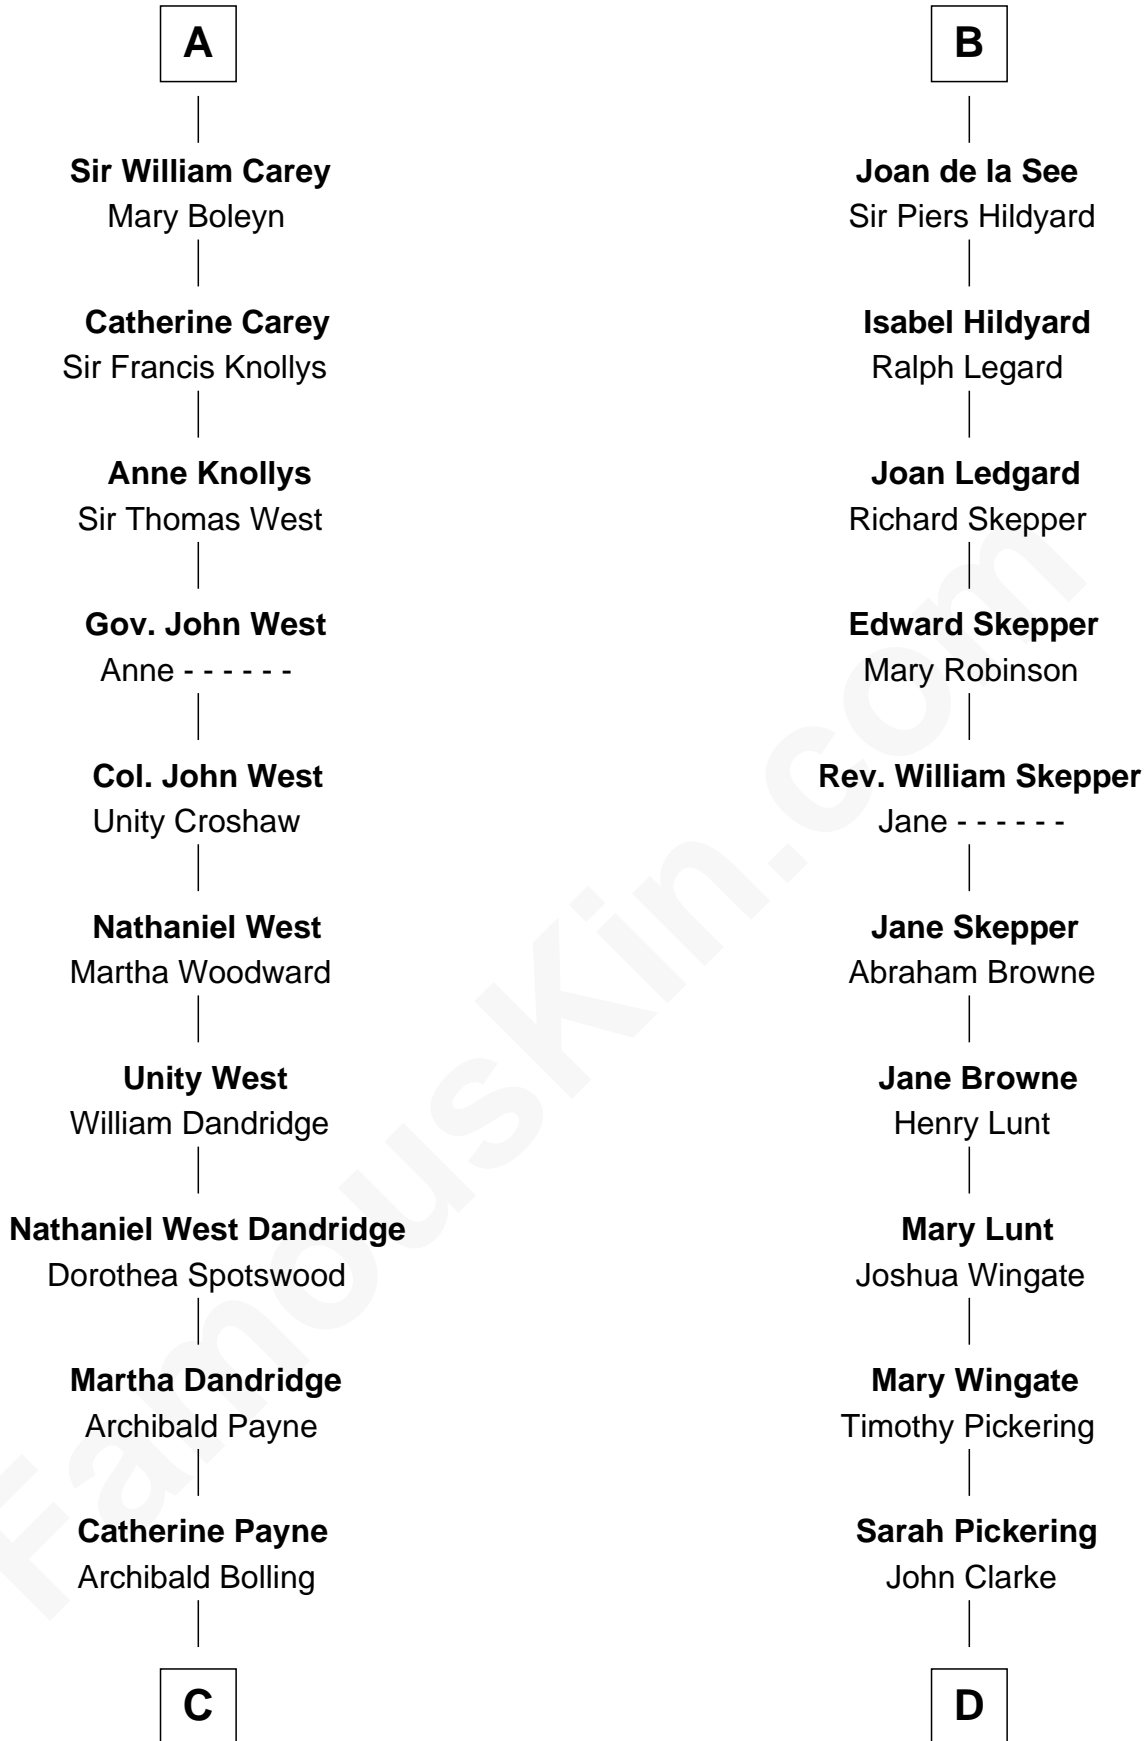 A
Sir William Carey
Mary Boleyn
Catherine Carey
Sir Francis Knollys
Anne Knollys
Sir Thomas West
Gov. John West
Anne - - - - - -
Col. John West
Unity Croshaw
Nathaniel West
Martha Woodward
Unity West
William Dandridge
Nathaniel West Dandridge
Dorothea Spotswood
Martha Dandridge
Archibald Payne
Catherine Payne
Archibald Bolling
C
B
Joan de la See
Sir Piers Hildyard
Isabel Hildyard
Ralph Legard
Joan Ledgard
Richard Skepper
Edward Skepper
Mary Robinson
Rev. William Skepper
Jane - - - - - -
Jane Skepper
Abraham Browne
Jane Browne
Henry Lunt
Mary Lunt
Joshua Wingate
Mary Wingate
Timothy Pickering
Sarah Pickering
John Clarke
D
FamousKin.com